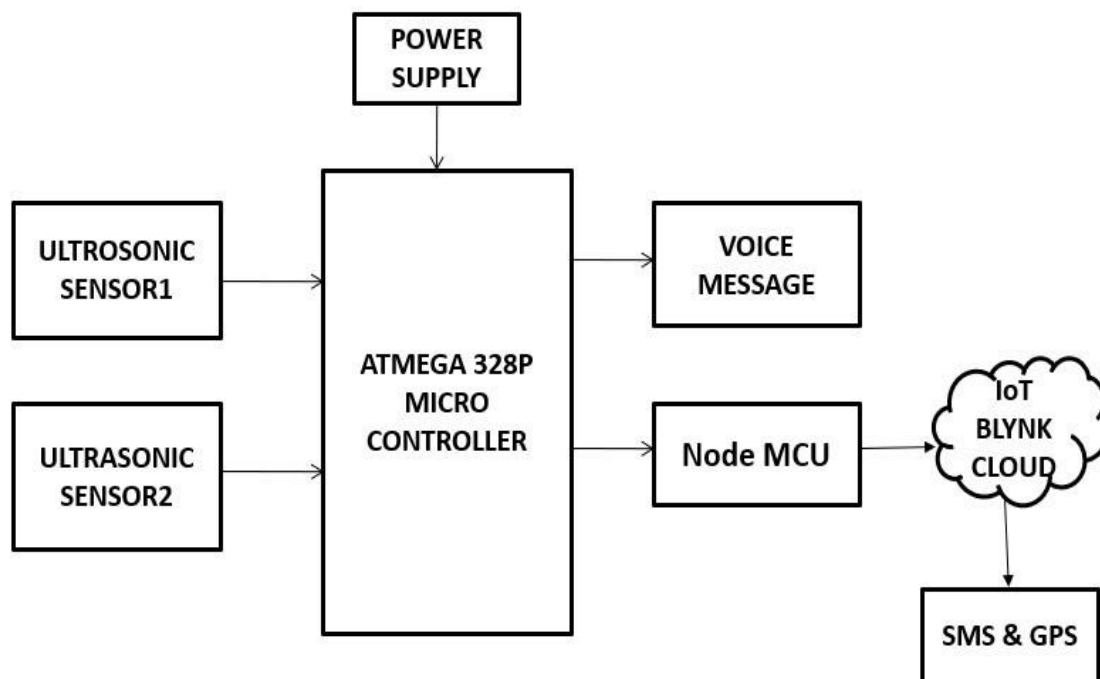 POWER
SUPPLY
ULTROSONIC
SENSOR1
ULTRASONIC
SENSOR2
ATMEGA 328P
MICRO
CONTROLLER
VOICE
MESSAGE
Node MCU
IoT
BLYNK
CLOUD
SMS & GPS